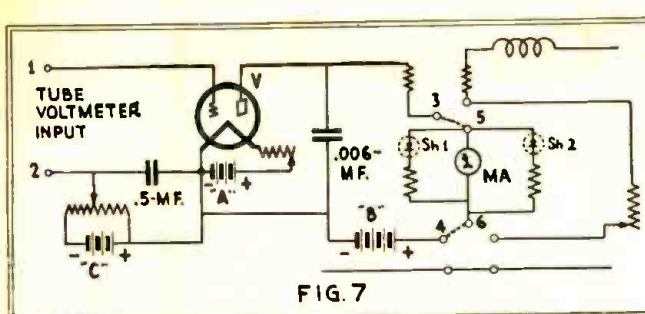 1
TUBE
VOLTMETER
INPUT
2
V
3
5
Sh 1
Sh 2
MA
.006-
MF.
.5-MF.
- "A" +
- "B" +
4
6
- "C" +
FIG. 7